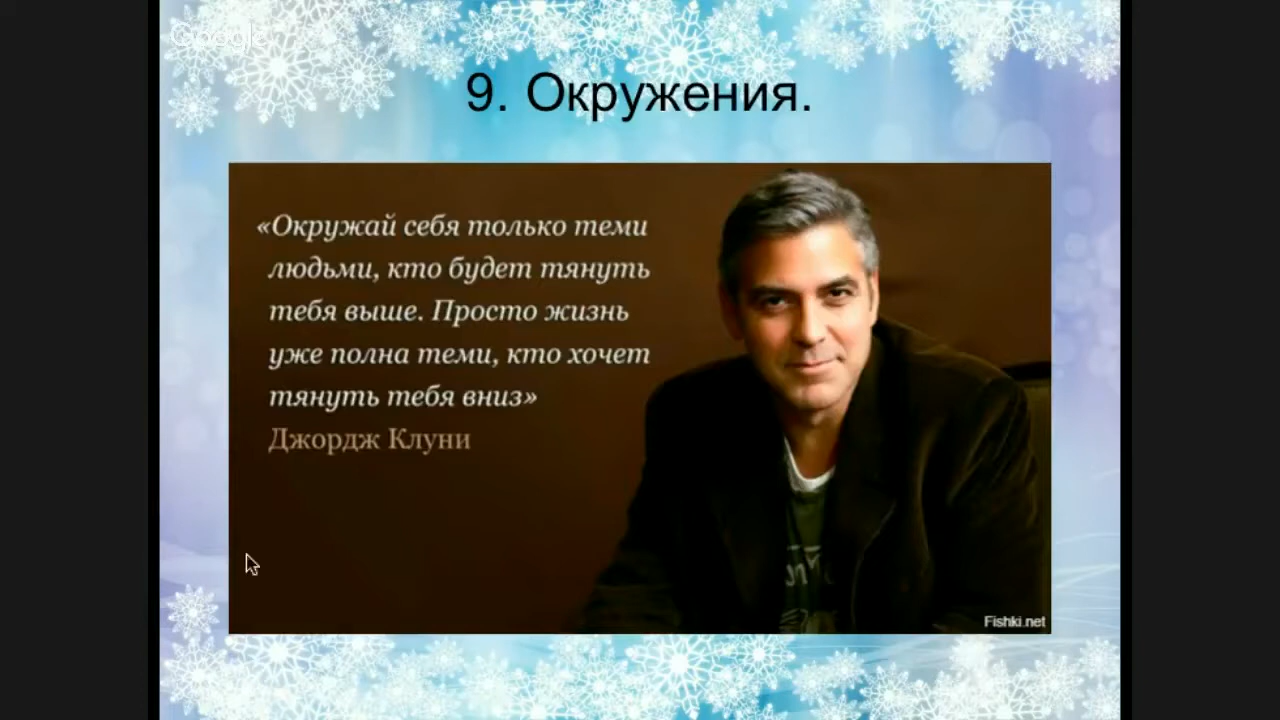 Google
9. Окружения.
«Окружай себя только теми
людьми, кто будет тянуть
тебя выше. Просто жизнь
уже полна теми, кто хочет
тянуть тебя вниз»
Джордж Клуни
Fishki.net